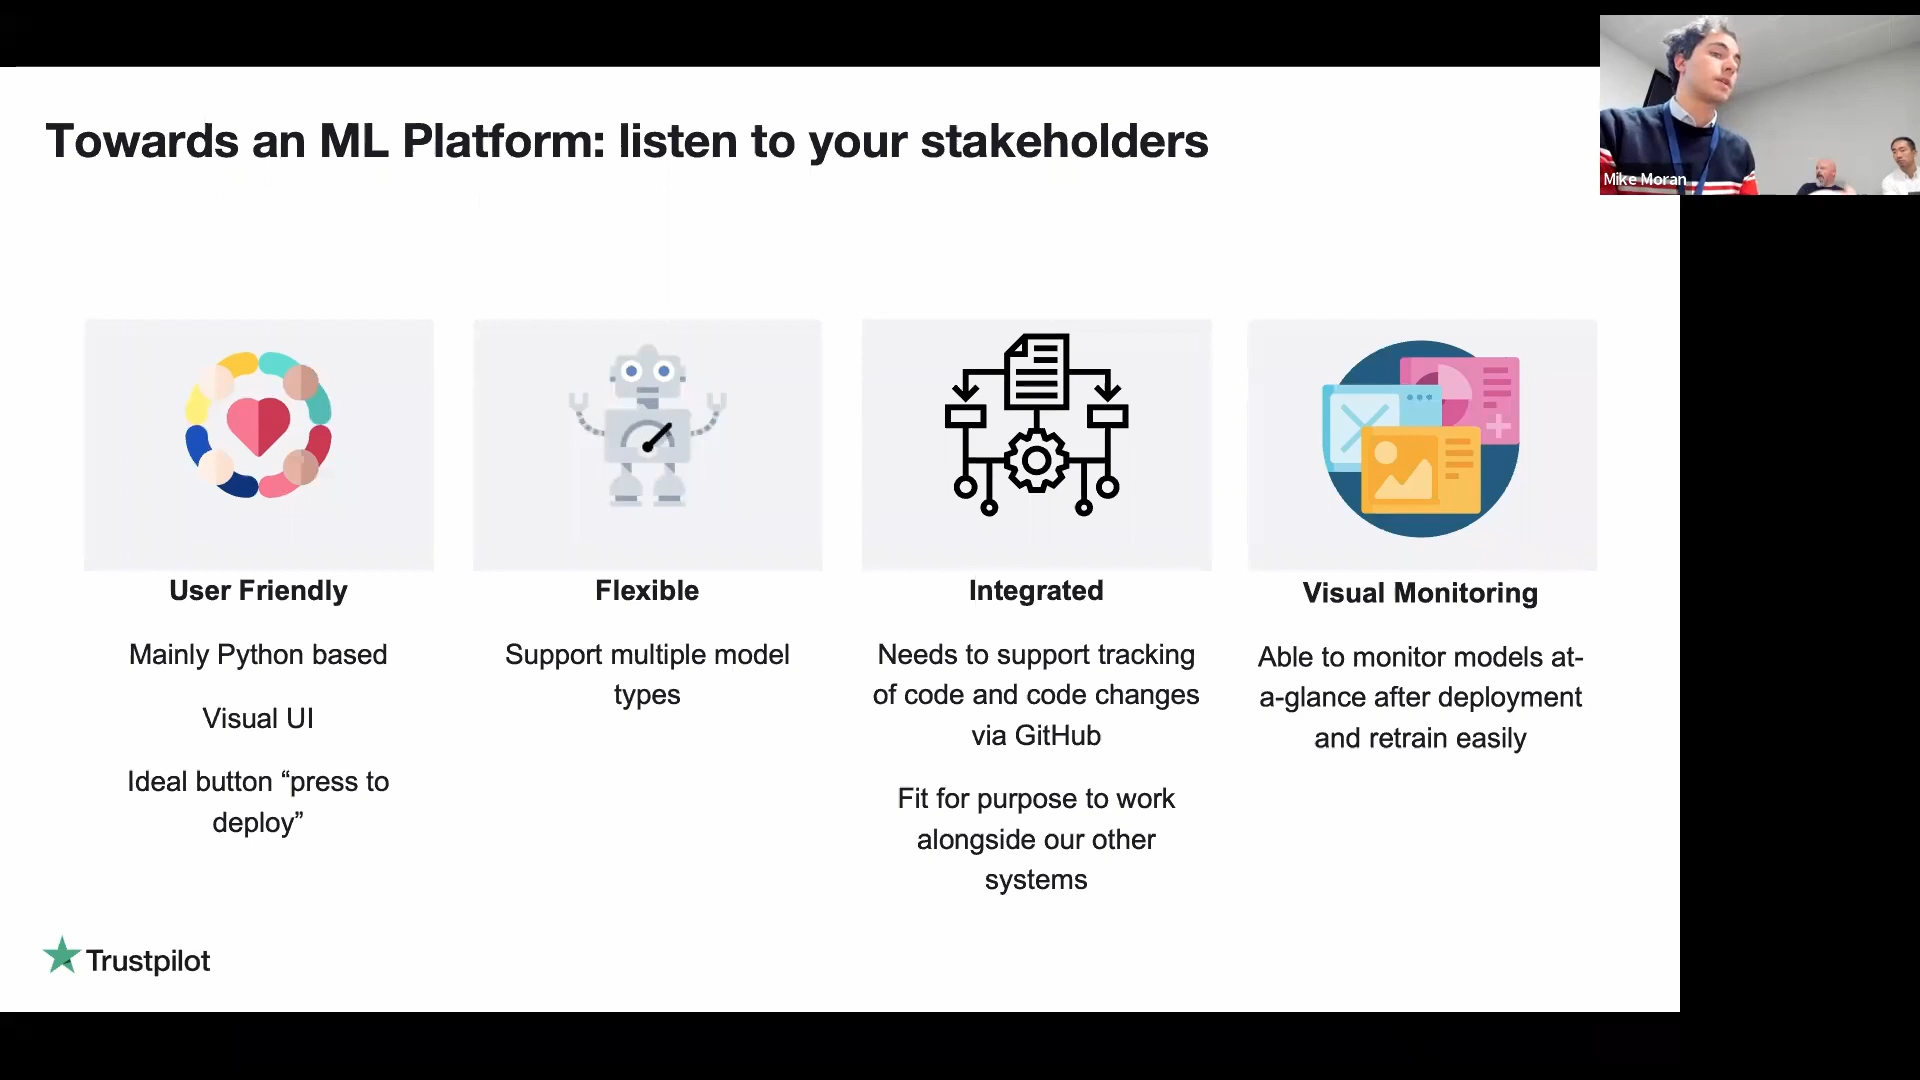 Towards an ML Platform: listen to your stakeholders
Mike Moran
User Friendly
Mainly Python based
Visual UI
Ideal button “press to
deploy”
Flexible
Support multiple model
types
Integrated
Needs to support tracking
of code and code changes
via GitHub
Fit for purpose to work
alongside our other
systems
Visual Monitoring
Able to monitor models at-
a-glance after deployment
and retrain easily
Trustpilot